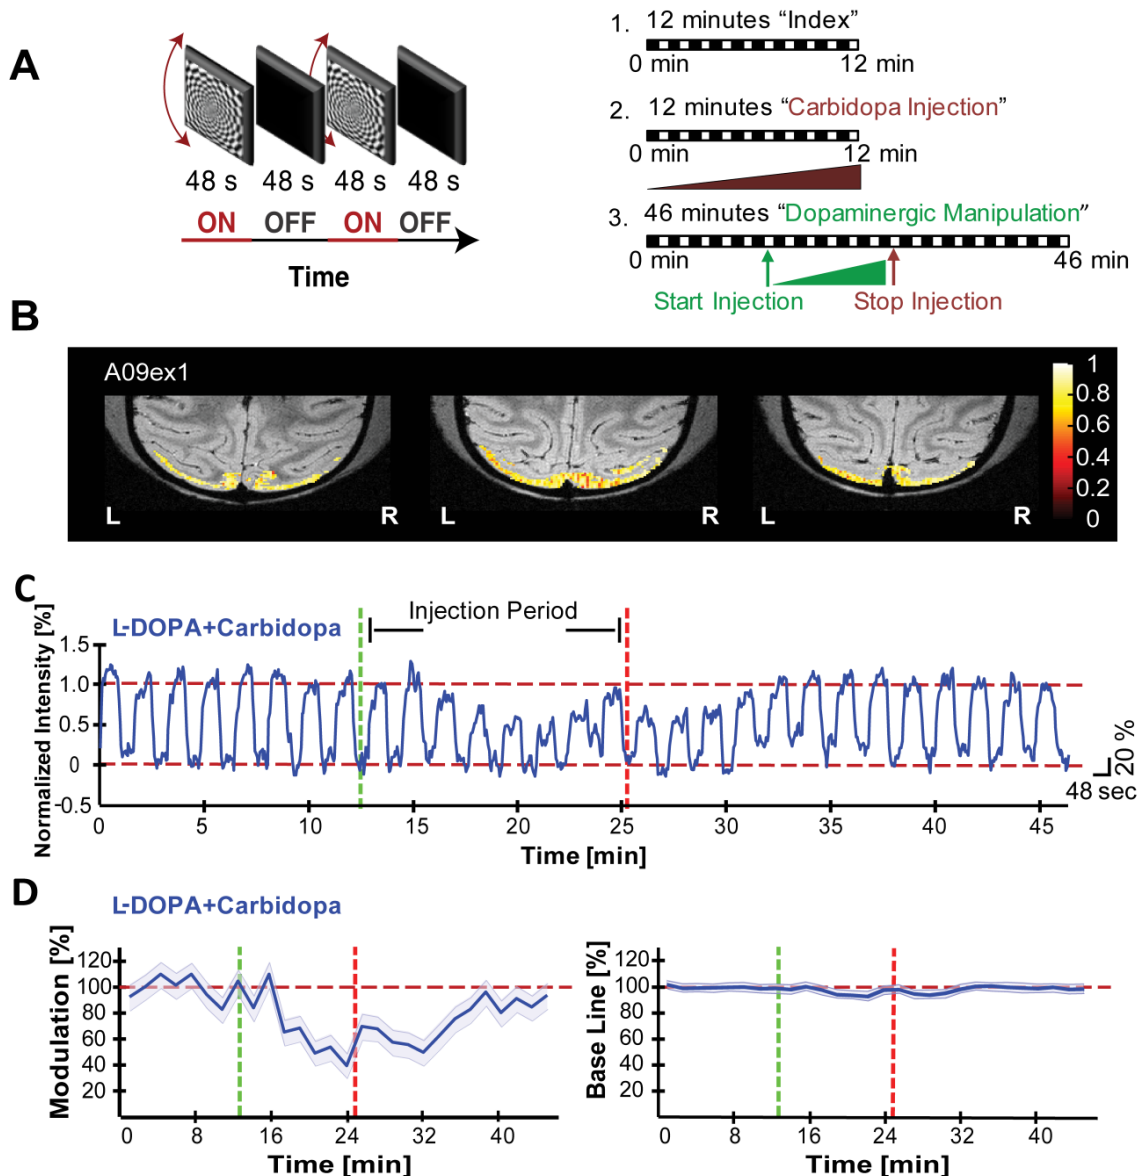 A
48 s 48 s 48 s 48 s
ON OFF ON OFF
Time
1. 12 minutes “Index”
0 min 12 min
2. 12 minutes “Carbidopa Injection”
0 min 12 min
3. 46 minutes “Dopaminergic Manipulation”
0 min 46 min
Start Injection Stop Injection
B
A09ex1
L R L R L R
1
0.8
0.6
0.4
0.2
0
C
L-DOPA+Carbidopa
Injection Period
Normalized Intensity [%]
1.5
1.0
0.5
0
-0.5
0 5 10 15 20 25 30 35 40 45
Time [min]
20 %
48 sec
D
L-DOPA+Carbidopa
Modulation [%]
120
100
80
60
40
20
0 8 16 24 32 40
Time [min]
Base Line [%]
120
100
80
60
40
20
0 8 16 24 32 40
Time [min]